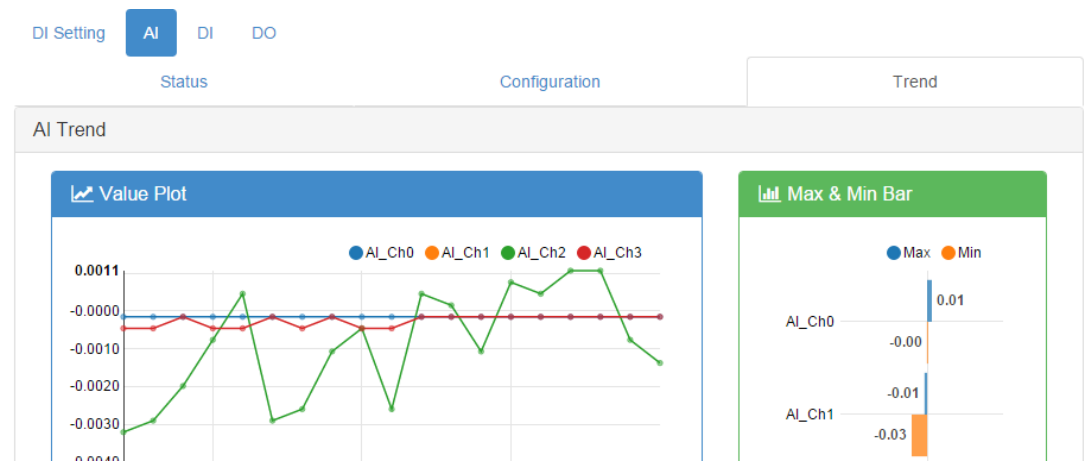 DI Setting AI DI DO
Status Configuration Trend
AI Trend
Value Plot
AI_Ch0 AI_Ch1 AI_Ch2 AI_Ch3
0.0011
-0.0000
-0.0010
-0.0020
-0.0030
-0.0040
Max & Min Bar
Max Min
0.01
AI_Ch0
-0.00
-0.01
AI_Ch1
-0.03